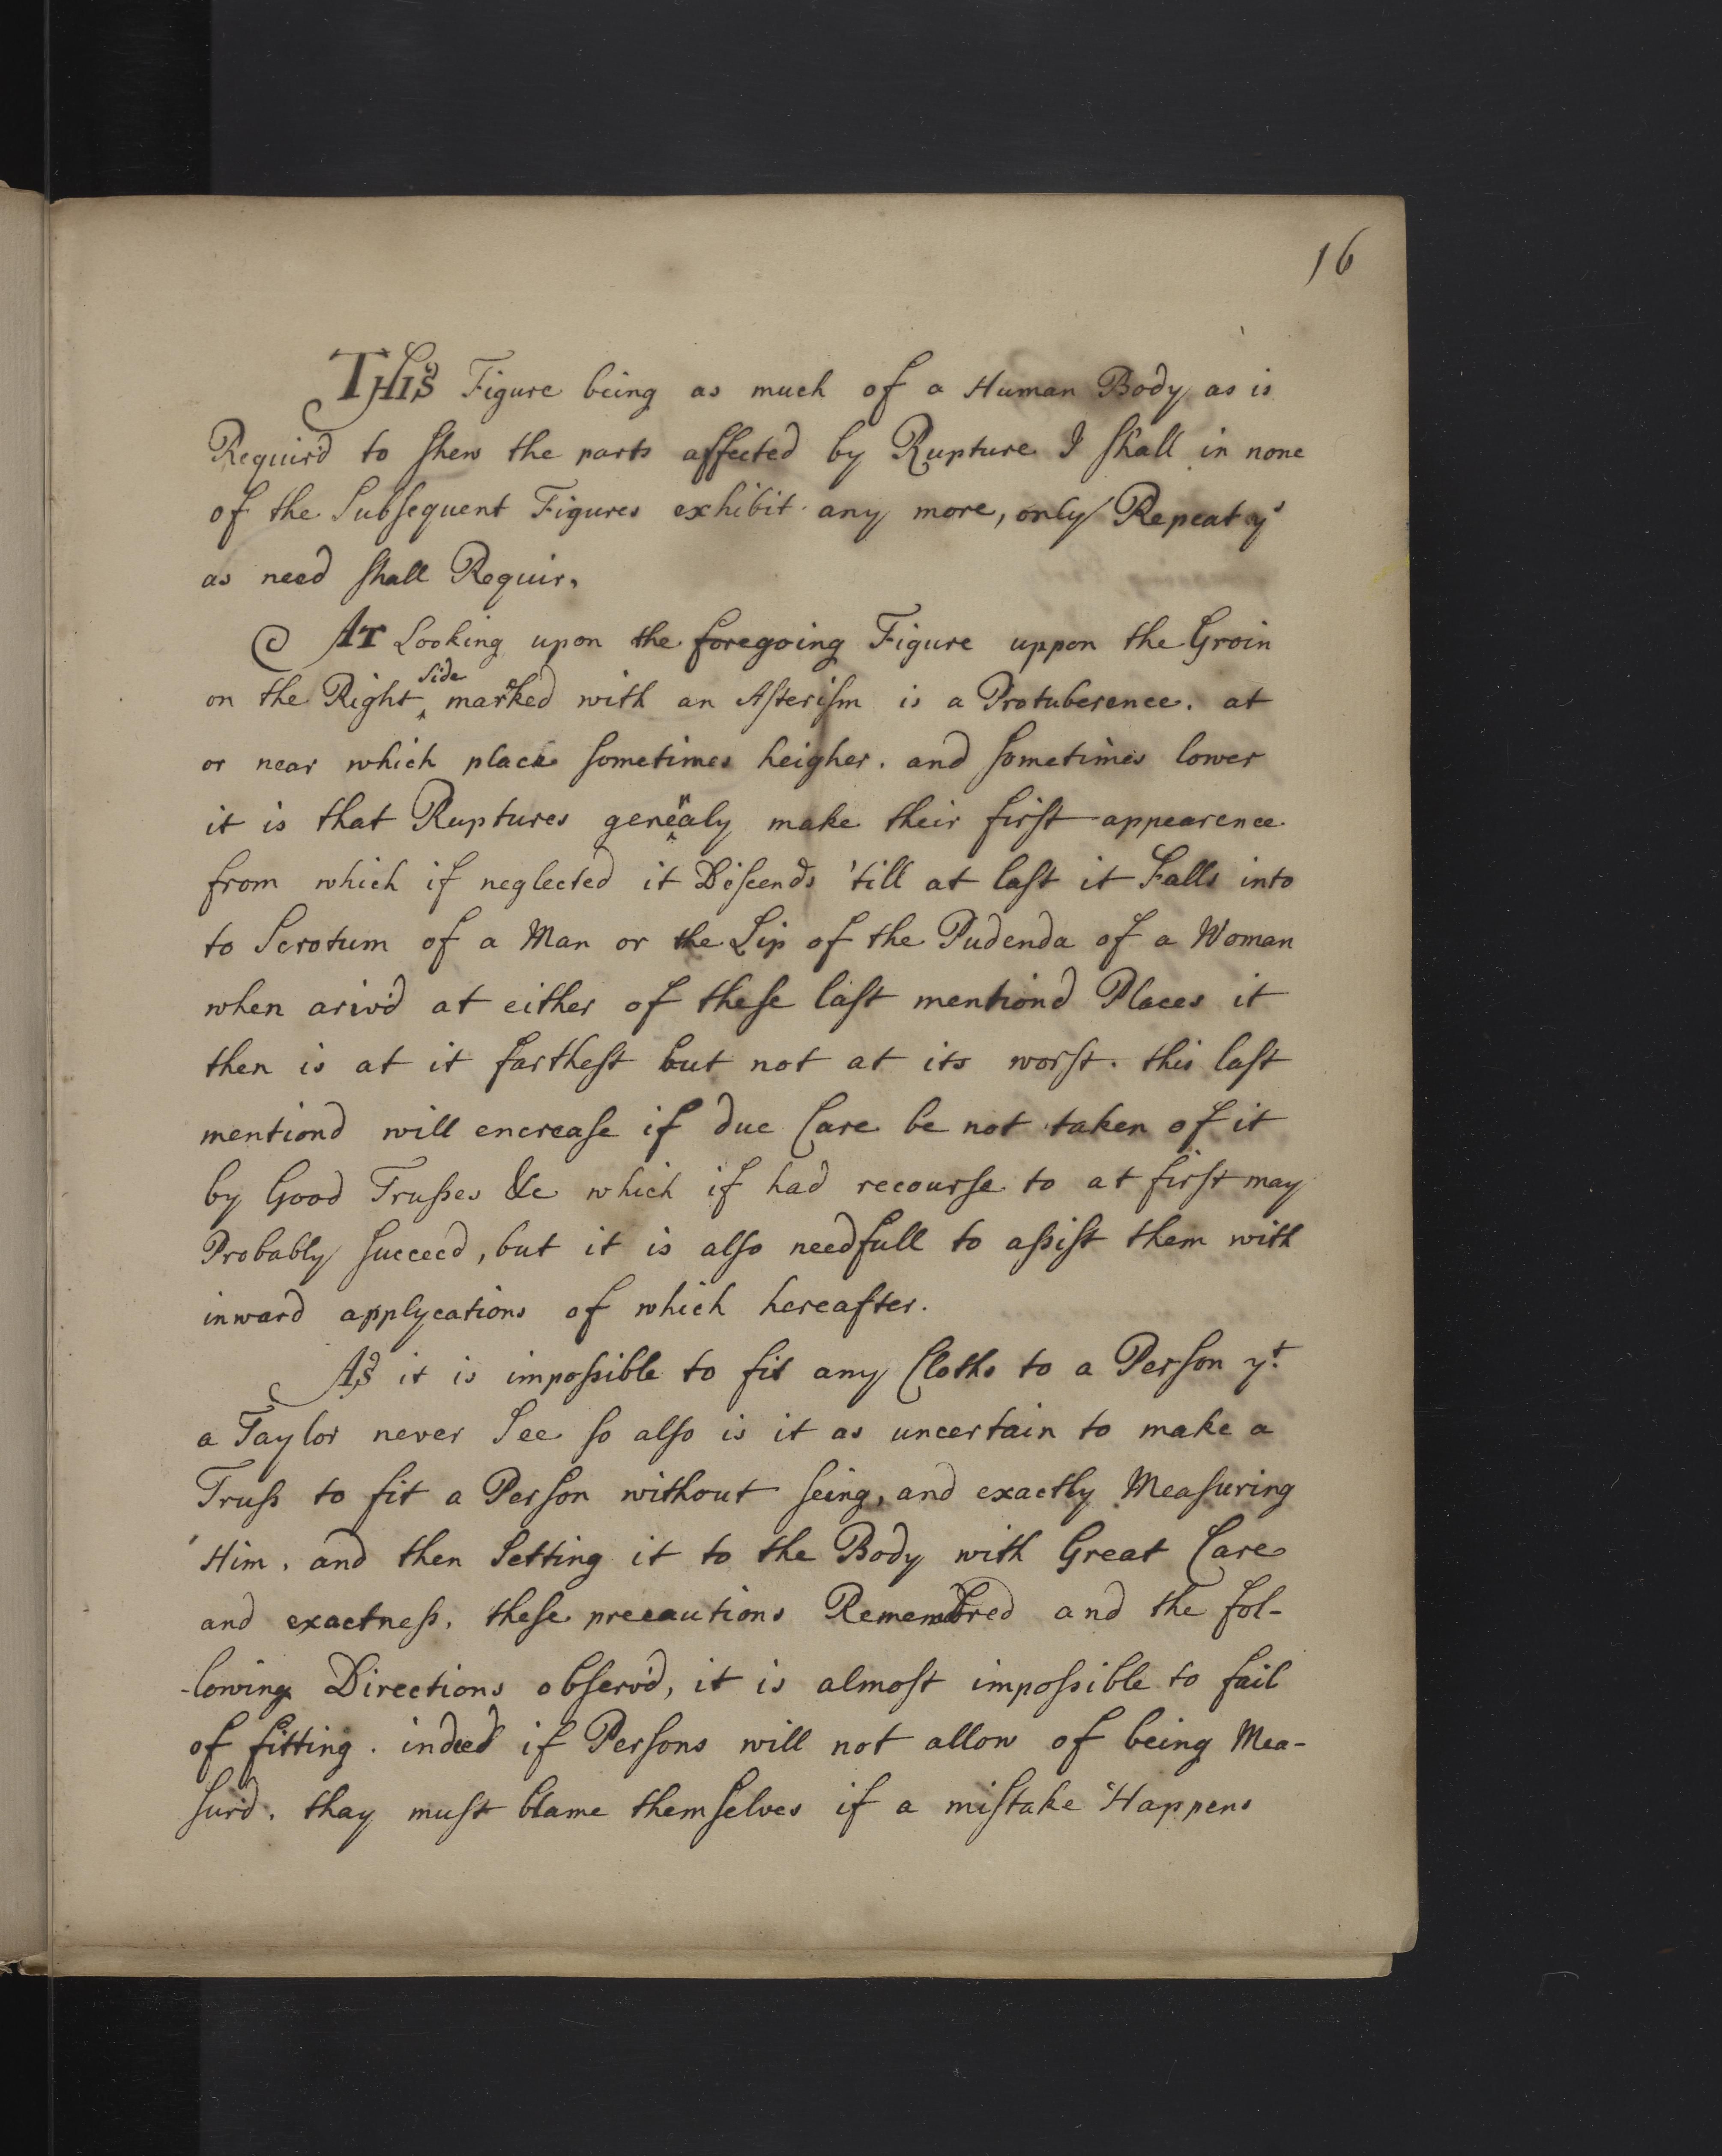 16
THIS Figure being as much of a Human Body as is
Requir'd to ſhew the parts affected by Rupture I ſhall in none
of the Subſequent Figures exhibit any more, only Repeat ys
as need ſhall Requir,
AT Looking upon the foregoing Figure uppon the Groin
on the Right ‸side marked with an Aſteriſm is a Protuberence. at
or near which place ſometimes heigher. and ſometimes lower
it is that Ruptures gene‸raly make their firſt appearence
from which if neglected it Diſcends 'till at laſt it Falls into
to Scrotum of a Man or the Lip of the Pudenda of a Woman
when ariv'd at either of theſe laſt mentiond Places it
then is at it fartheſt but not at its worſt. this laſt
mentiond will encreaſe if due Care be not taken of it
by Good Truſses &c which if had recourſe to at firſt may
Probably ſucceed, but it is alſo needfull to aſsiſt them with
inward applycations of which hereafter.
AS it is impoſsible to fit any Cloths to a Perſon yt.
a Taylor never See ſo alſo is it as uncertain to make a
Truſs to fit a Perſon without ſeing, and exactly Meaſuring
Him. and then Setting it to the Body with Great Care
and exactneſs. theſe precautions Remembred and the fol-
-lowing Directions obſerv'd, it is almoſt impoſsible to fail
of fitting. indeed if Perſons will not allow of being Mea-
ſur'd. thay muſt blame themſelves if a miſtake Happens